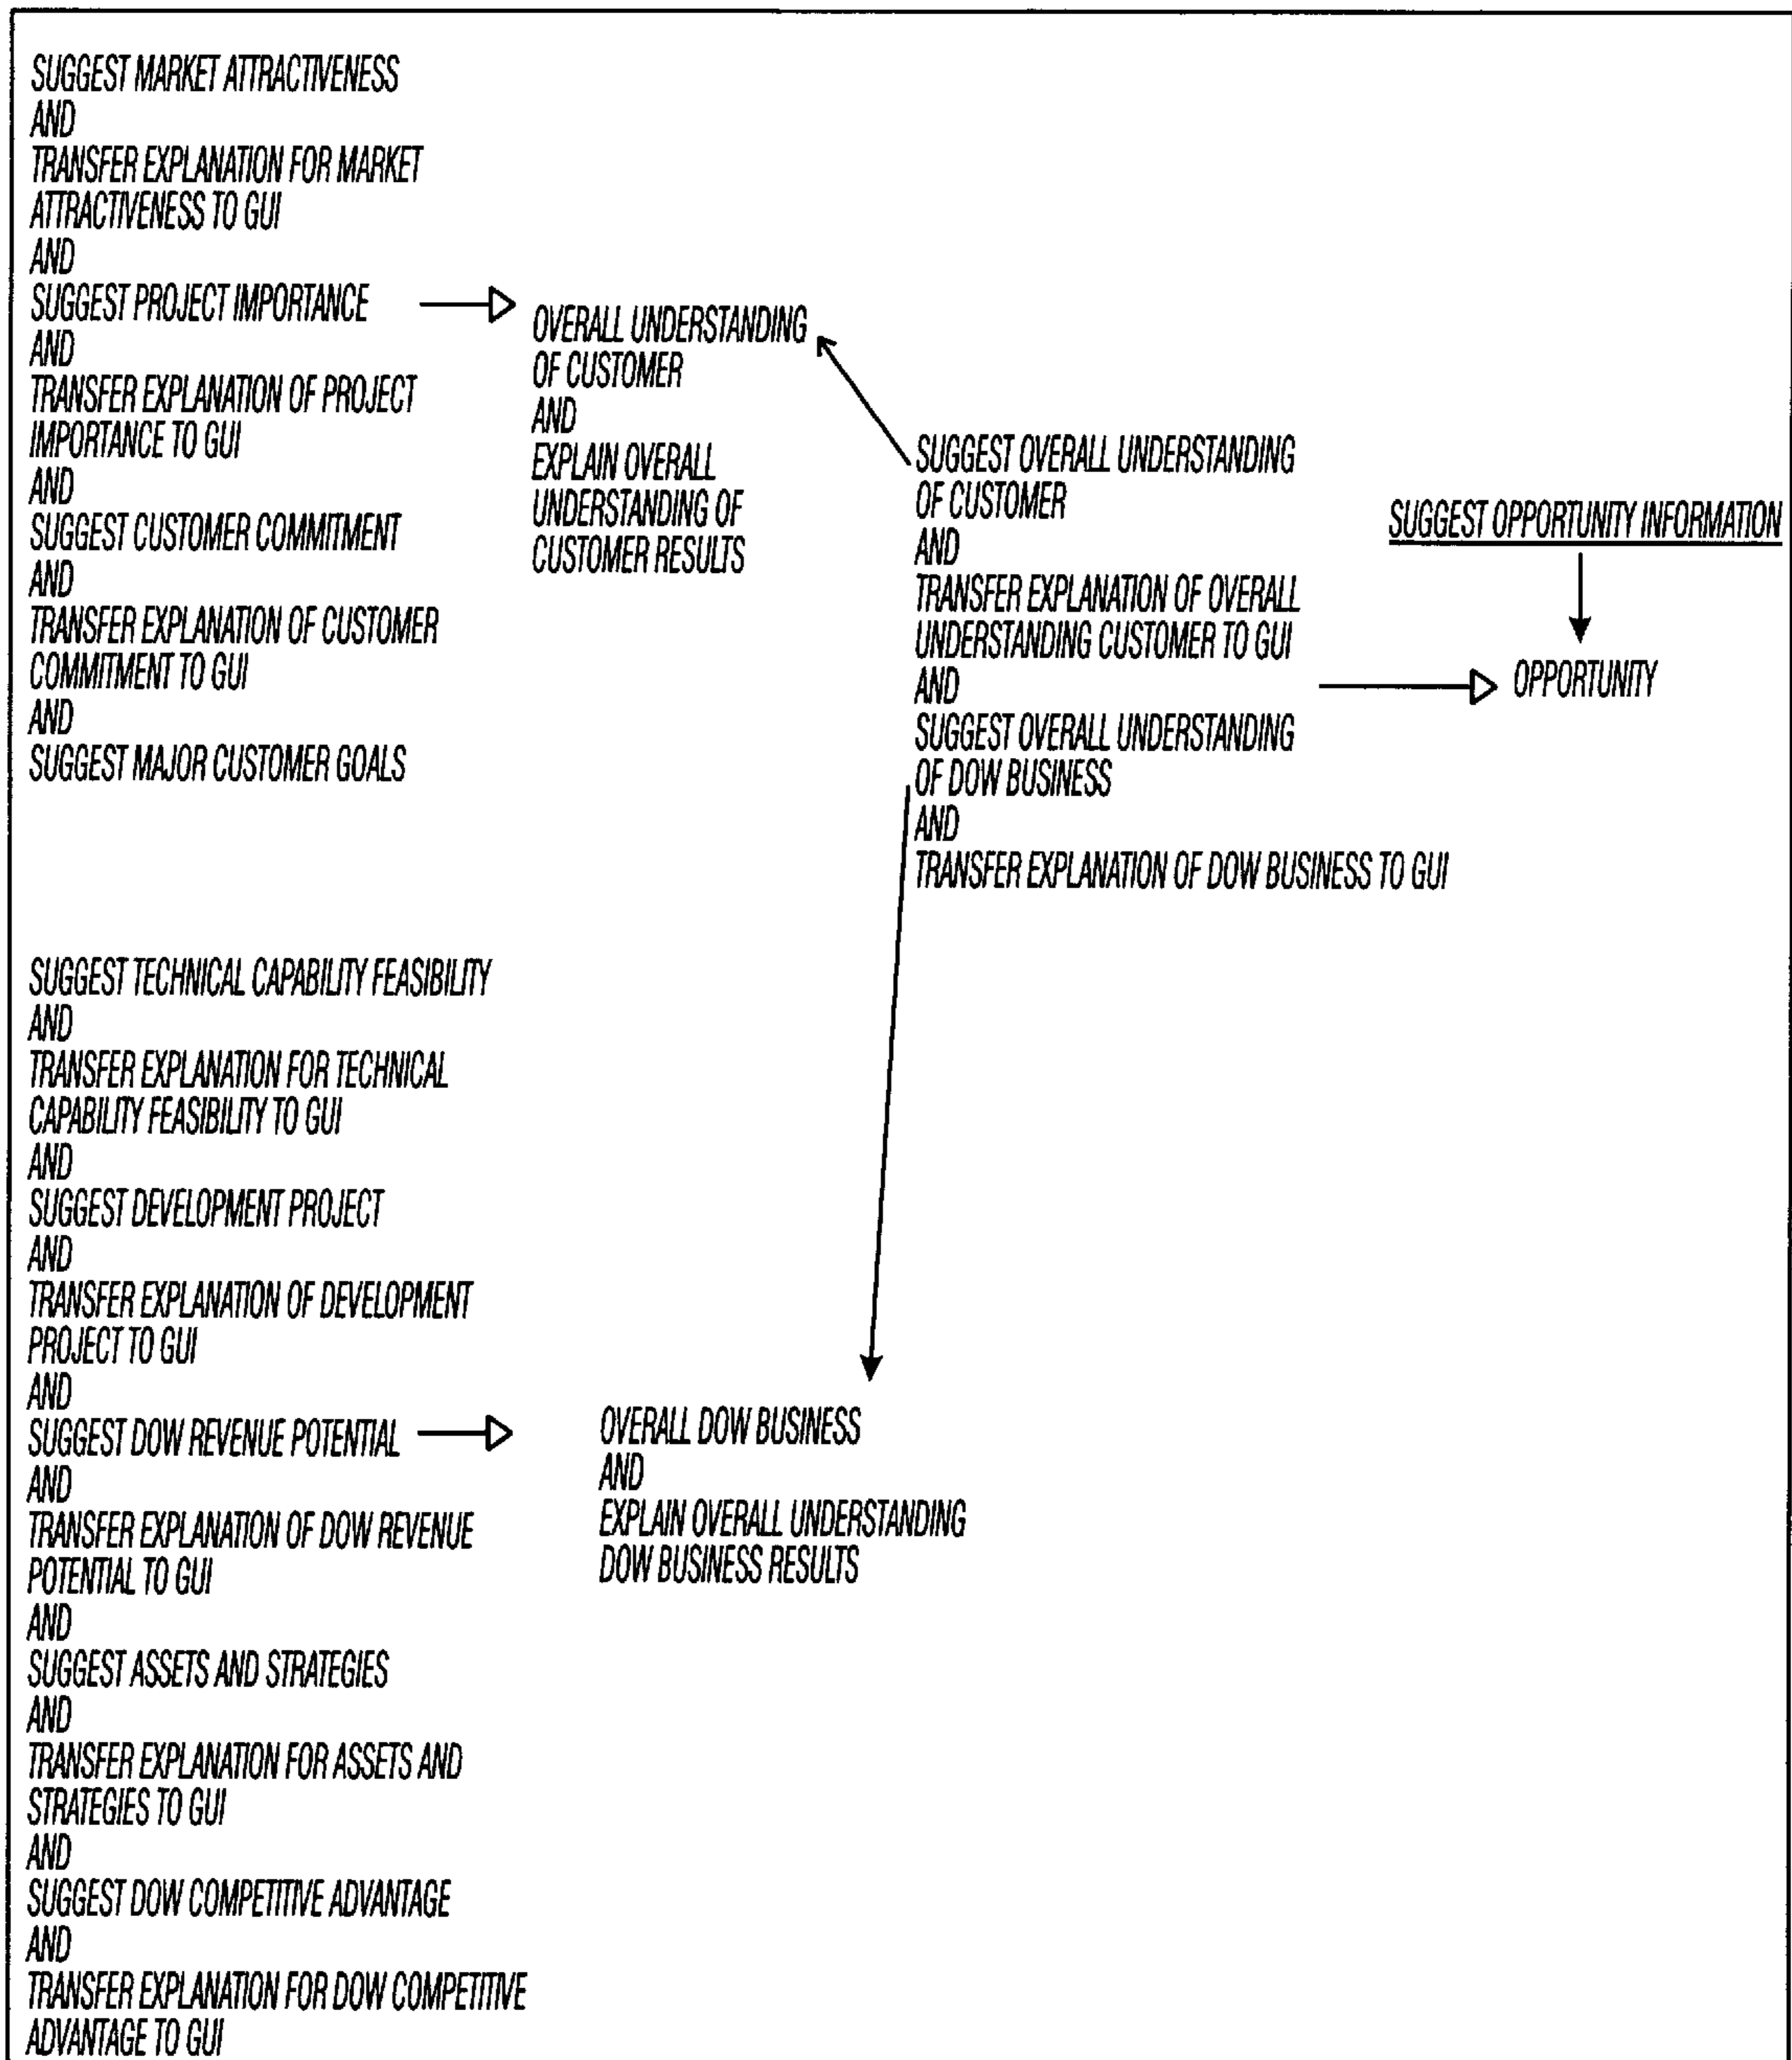 SUGGEST MARKET ATTRACTIVENESS
AND
TRANSFER EXPLANATION FOR MARKET
ATTRACTIVENESS TO GUI
AND
SUGGEST PROJECT IMPORTANCE
AND
TRANSFER EXPLANATION OF PROJECT
IMPORTANCE TO GUI
AND
SUGGEST CUSTOMER COMMITMENT
AND
TRANSFER EXPLANATION OF CUSTOMER
COMMITMENT TO GUI
AND
SUGGEST MAJOR CUSTOMER GOALS
OVERALL UNDERSTANDING
OF CUSTOMER
AND
EXPLAIN OVERALL
UNDERSTANDING OF
CUSTOMER RESULTS
SUGGEST OVERALL UNDERSTANDING
OF CUSTOMER
AND
TRANSFER EXPLANATION OF OVERALL
UNDERSTANDING CUSTOMER TO GUI
AND
SUGGEST OVERALL UNDERSTANDING
OF DOW BUSINESS
AND
TRANSFER EXPLANATION OF DOW BUSINESS TO GUI
SUGGEST OPPORTUNITY INFORMATION
OPPORTUNITY
SUGGEST TECHNICAL CAPABILITY FEASIBILITY
AND
TRANSFER EXPLANATION FOR TECHNICAL
CAPABILITY FEASIBILITY TO GUI
AND
SUGGEST DEVELOPMENT PROJECT
AND
TRANSFER EXPLANATION OF DEVELOPMENT
PROJECT TO GUI
AND
SUGGEST DOW REVENUE POTENTIAL
AND
TRANSFER EXPLANATION OF DOW REVENUE
POTENTIAL TO GUI
AND
SUGGEST ASSETS AND STRATEGIES
AND
TRANSFER EXPLANATION FOR ASSETS AND
STRATEGIES TO GUI
AND
SUGGEST DOW COMPETITIVE ADVANTAGE
AND
TRANSFER EXPLANATION FOR DOW COMPETITIVE
ADVANTAGE TO GUI
OVERALL DOW BUSINESS
AND
EXPLAIN OVERALL UNDERSTANDING
DOW BUSINESS RESULTS